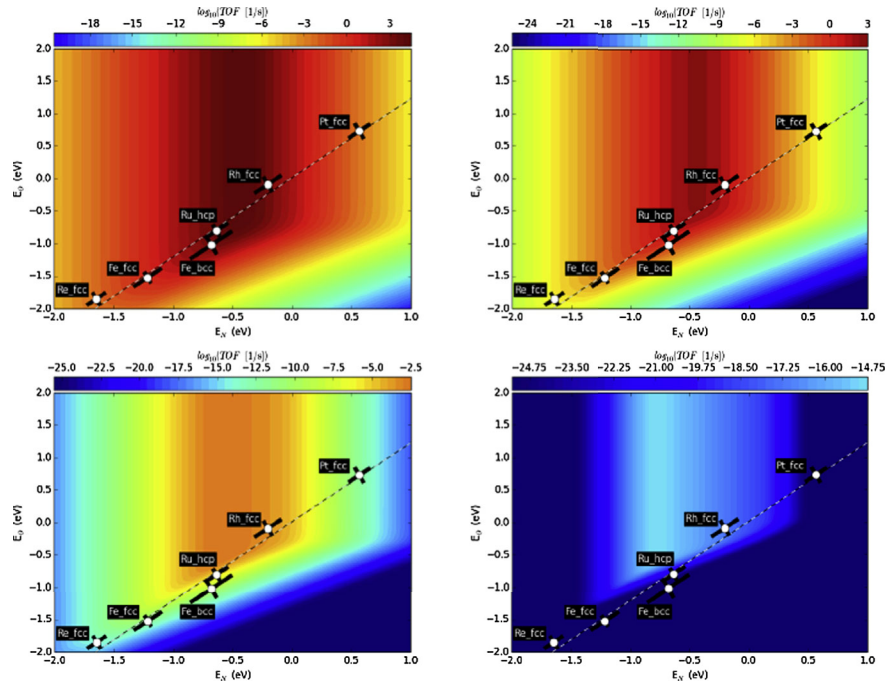 log₁₀|TOF [1/s]) log₁₀|TOF [1/s])
−18 −15 −12 −9 −6 −3 0 3 −24 −21 −18 −15 −12 −9 −6 −3 0 3
2.0 2.0
1.5 1.5
1.0 1.0
Pt_fcc Pt_fcc
0.5 0.5
E_O (eV) 0.0 Rh_fcc E_O (eV) 0.0 Rh_fcc
−0.5 Ru_hcp −0.5 Ru_hcp
−1.0 −1.0
Fe_fcc Fe_bcc Fe_fcc Fe_bcc
−1.5 −1.5
Re_fcc Re_fcc
−2.0 −2.0
−2.0 −1.5 −1.0 −0.5 0.0 0.5 1.0 −2.0 −1.5 −1.0 −0.5 0.0 0.5 1.0
E_N (eV) E_N (eV)
log₁₀|TOF [1/s]) log₁₀|TOF [1/s])
−25.0 −22.5 −20.0 −17.5 −15.0 −12.5 −10.0 −7.5 −5.0 −2.5 −24.75 −23.50 −22.25 −21.00 −19.75 −18.50 −17.25 −16.00 −14.75
2.0 2.0
1.5 1.5
1.0 1.0
Pt_fcc Pt_fcc
0.5 0.5
E_O (eV) 0.0 Rh_fcc E_O (eV) 0.0 Rh_fcc
−0.5 Ru_hcp −0.5 Ru_hcp
−1.0 −1.0
Fe_fcc Fe_bcc Fe_fcc Fe_bcc
−1.5 −1.5
Re_fcc Re_fcc
−2.0 −2.0
−2.0 −1.5 −1.0 −0.5 0.0 0.5 1.0 −2.0 −1.5 −1.0 −0.5 0.0 0.5 1.0
E_N (eV) E_N (eV)